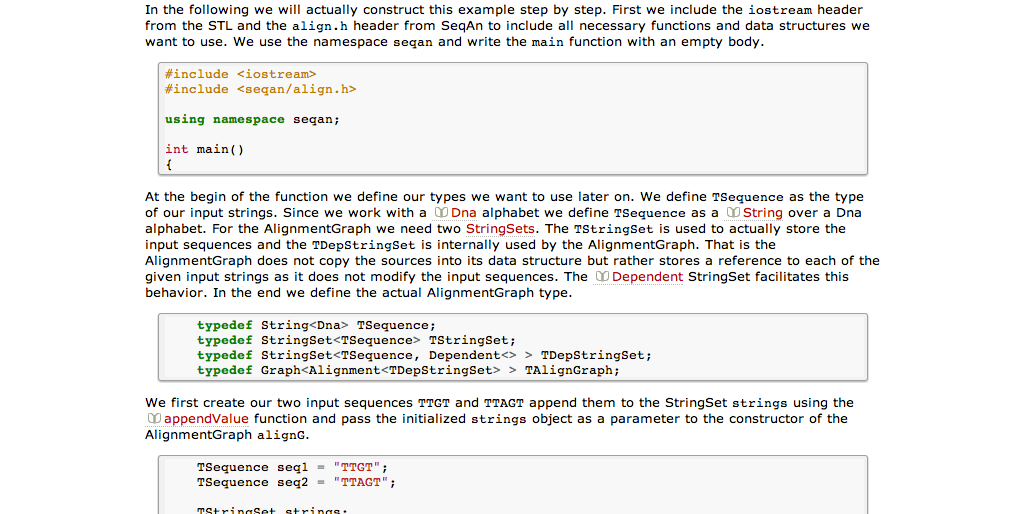 In the following we will actually construct this example step by step. First we include the iostream header
from the STL and the align.h header from SeqAn to include all necessary functions and data structures we
want to use. We use the namespace seqan and write the main function with an empty body.
#include <iostream>
#include <seqan/align.h>
using namespace seqan;
int main()
{
At the begin of the function we define our types we want to use later on. We define TSequence as the type
of our input strings. Since we work with a Dna alphabet we define TSequence as a String over a Dna
alphabet. For the AlignmentGraph we need two StringSets. The TStringSet is used to actually store the
input sequences and the TDepStringSet is internally used by the AlignmentGraph. That is the
AlignmentGraph does not copy the sources into its data structure but rather stores a reference to each of the
given input strings as it does not modify the input sequences. The Dependent StringSet facilitates this
behavior. In the end we define the actual AlignmentGraph type.
typedef String<Dna> TSequence;
typedef StringSet<TSequence> TStringSet;
typedef StringSet<TSequence, Dependent<> > TDepStringSet;
typedef Graph<Alignment<TDepStringSet> > TAlignGraph;
We first create our two input sequences TTGT and TTAGT append them to the StringSet strings using the
appendValue function and pass the initialized strings object as a parameter to the constructor of the
AlignmentGraph alignG.
TSequence seq1 = "TTGT";
TSequence seq2 = "TTAGT";
TStringSet strings;